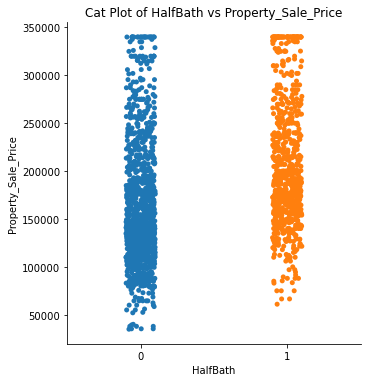 Cat Plot of HalfBath vs Property_Sale_Price
350000
300000
250000
200000
150000
100000
50000
Property_Sale_Price
0 1
HalfBath